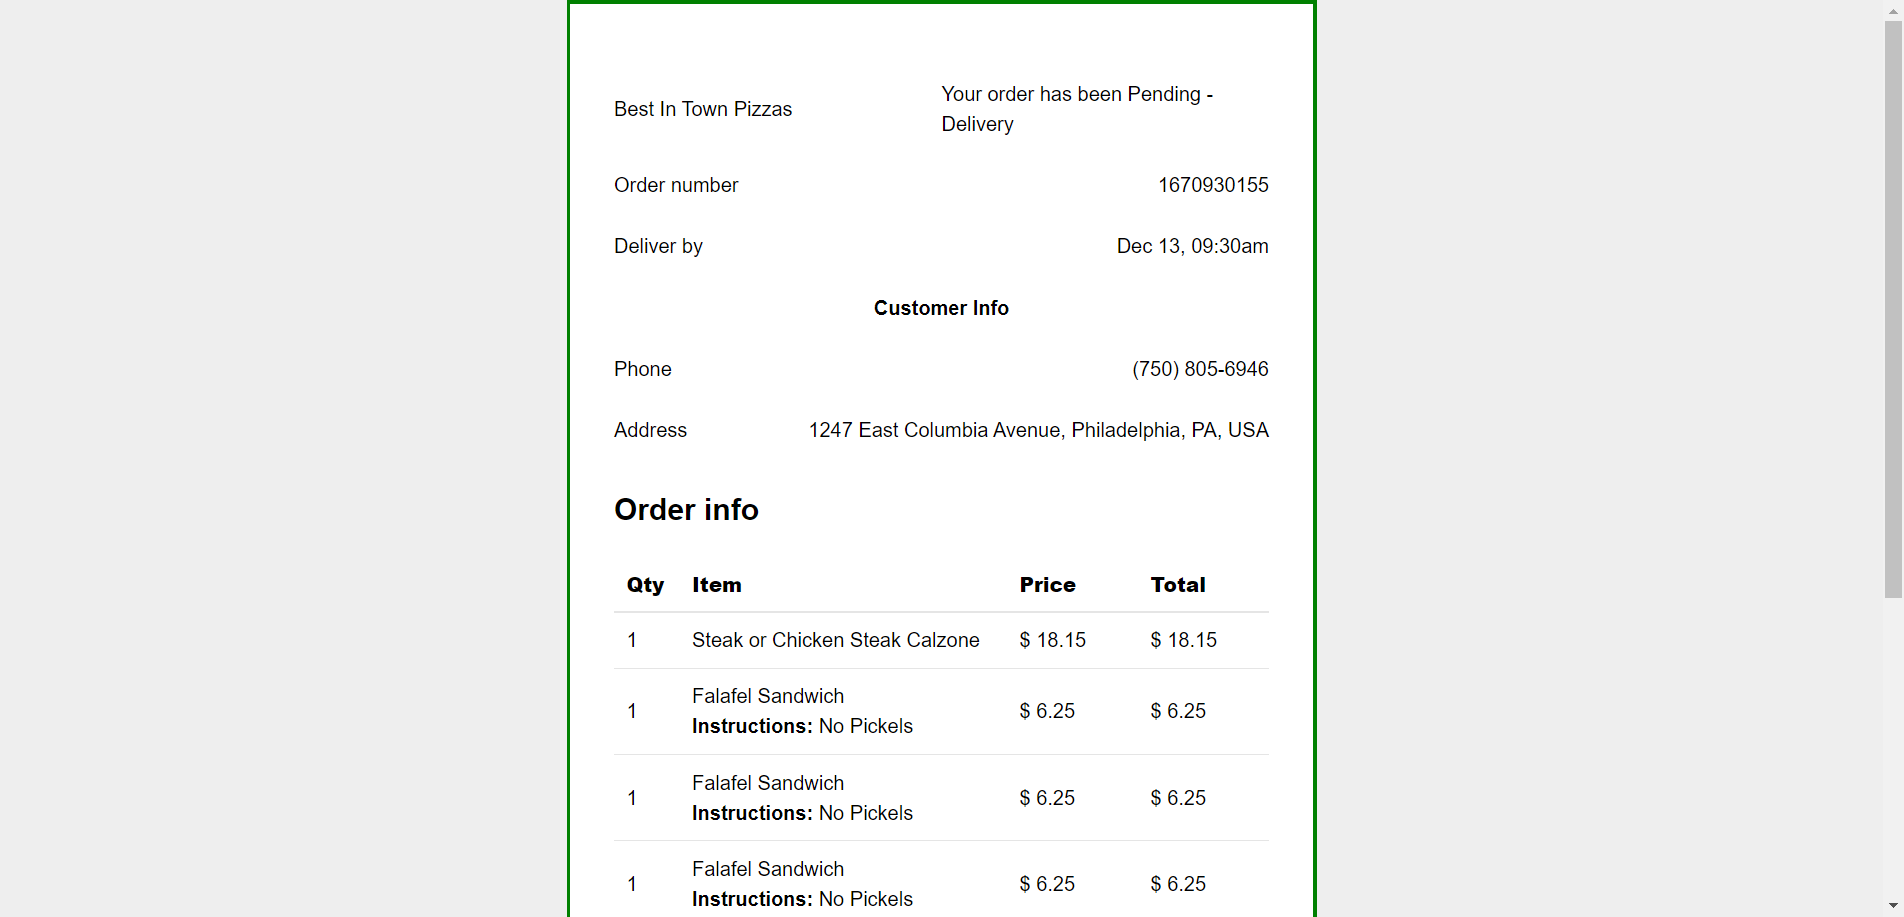 Best In Town Pizzas
Your order has been Pending -
Delivery
Order number 1670930155
Deliver by Dec 13, 09:30am
Customer Info
Phone (750) 805-6946
Address 1247 East Columbia Avenue, Philadelphia, PA, USA
Order info
Qty Item Price Total
1 Steak or Chicken Steak Calzone $ 18.15 $ 18.15
1 Falafel Sandwich $ 6.25 $ 6.25
Instructions: No Pickels
1 Falafel Sandwich $ 6.25 $ 6.25
Instructions: No Pickels
1 Falafel Sandwich $ 6.25 $ 6.25
Instructions: No Pickels